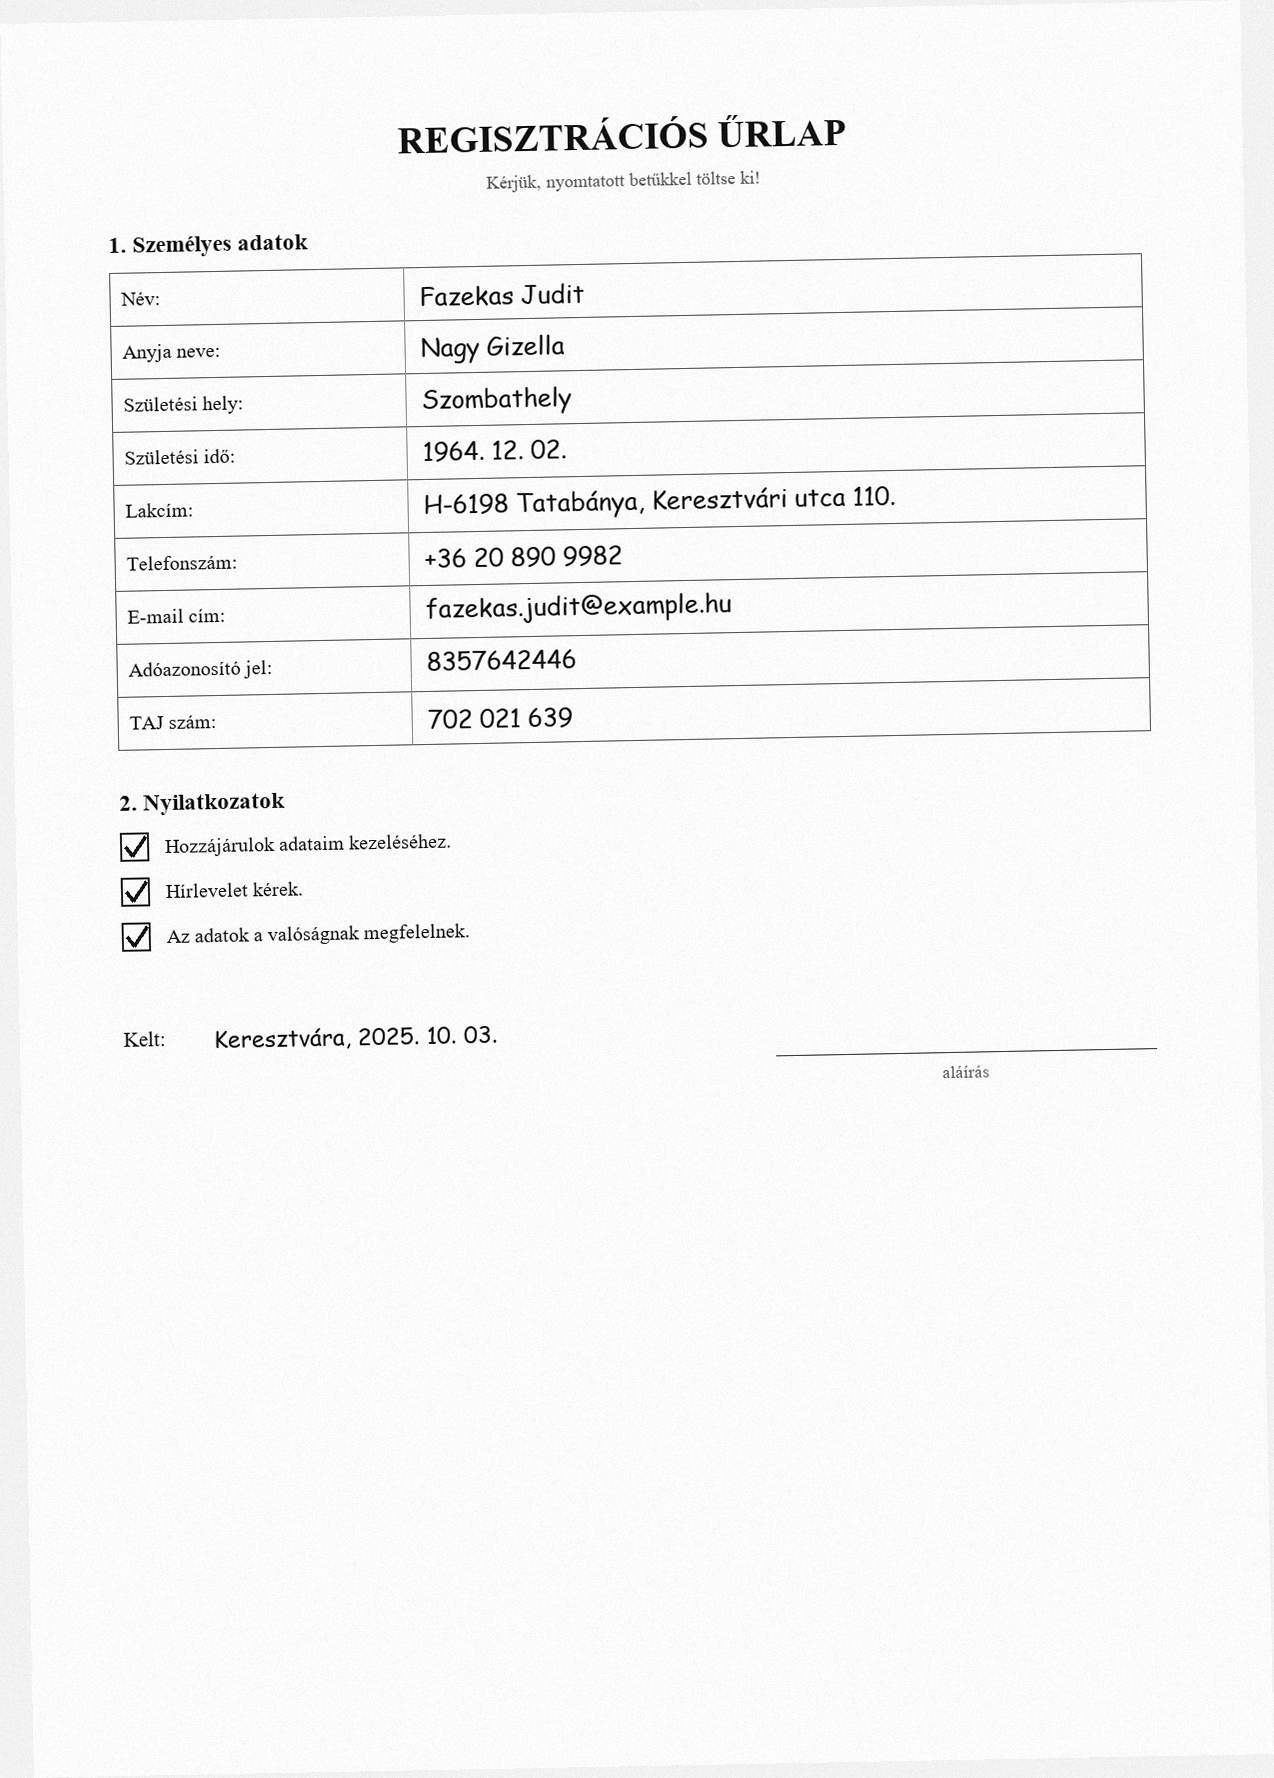 REGISZTRÁCIÓS ŰRLAP
Kérjük, nyomtatott betűkkel töltse ki!
1. Személyes adatok
Név: Fazekas Judit
Anyja neve: Nagy Gizella
Születési hely: Szombathely
Születési idő: 1964. 12. 02.
Lakcím: H-6198 Tatabánya, Keresztvári utca 110.
Telefonszám: +36 20 890 9982
E-mail cím: fazekas.judit@example.hu
Adóazonosító jel: 8357642446
TAJ szám: 702 021 639
2. Nyilatkozatok
Hozzájárulok adataim kezeléséhez.
Hírlevelet kérek.
Az adatok a valóságnak megfelelnek.
Kelt: Keresztvára, 2025. 10. 03.
aláírás